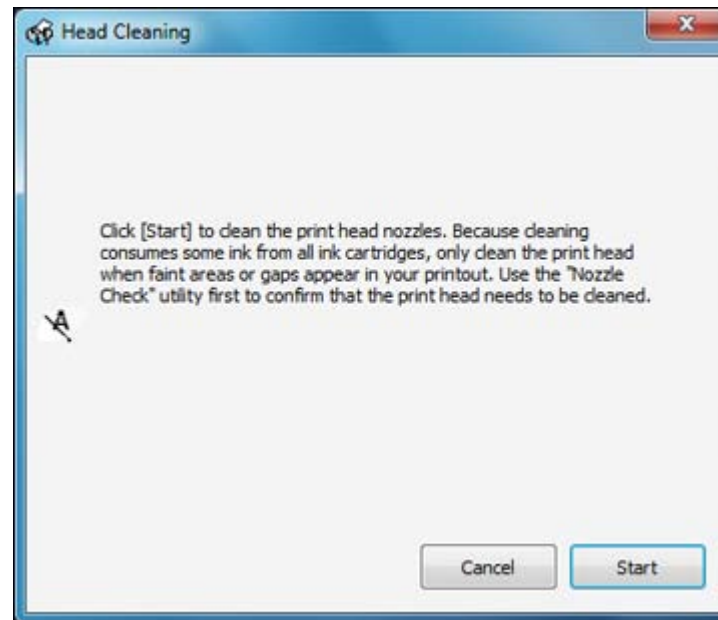 Head Cleaning
Click [Start] to clean the print head nozzles. Because cleaning
consumes some ink from all ink cartridges, only clean the print head
when faint areas or gaps appear in your printout. Use the "Nozzle
Check" utility first to confirm that the print head needs to be cleaned.
A
Cancel
Start